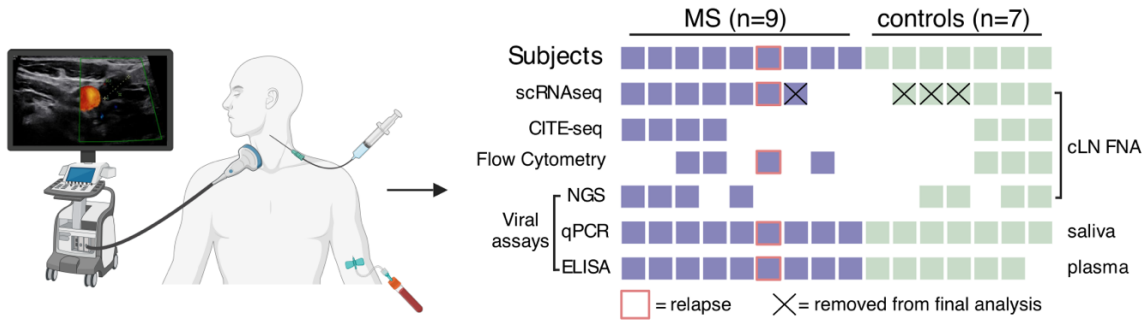 MS (n=9) controls (n=7)
Subjects
scRNAseq
CITE-seq
Flow Cytometry
cLN FNA
NGS
Viral assays
qPCR saliva
ELISA plasma
= relapse = removed from final analysis